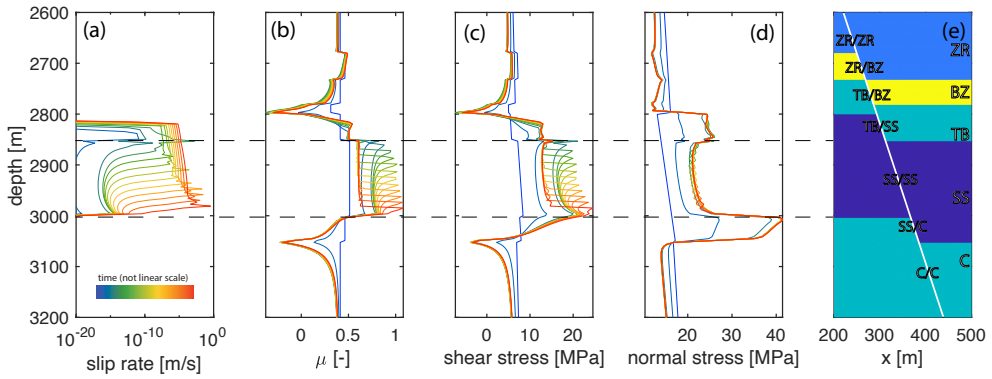 (a)
(b)
(c)
(d)
(e)
depth [m]
2600
2700
2800
2900
3000
3100
3200
time (not linear scale)
10^-20 10^-10 10^0
slip rate [m/s]
0 0.5 1
μ [-]
0 10 20
shear stress [MPa]
20 30 40
normal stress [MPa]
ZR/ZR
ZR
ZR/BZ
BZ
TB/BZ
TB/SS
TB
SS/SS
SS
SS/C
C
C/C
200 300 400 500
x [m]